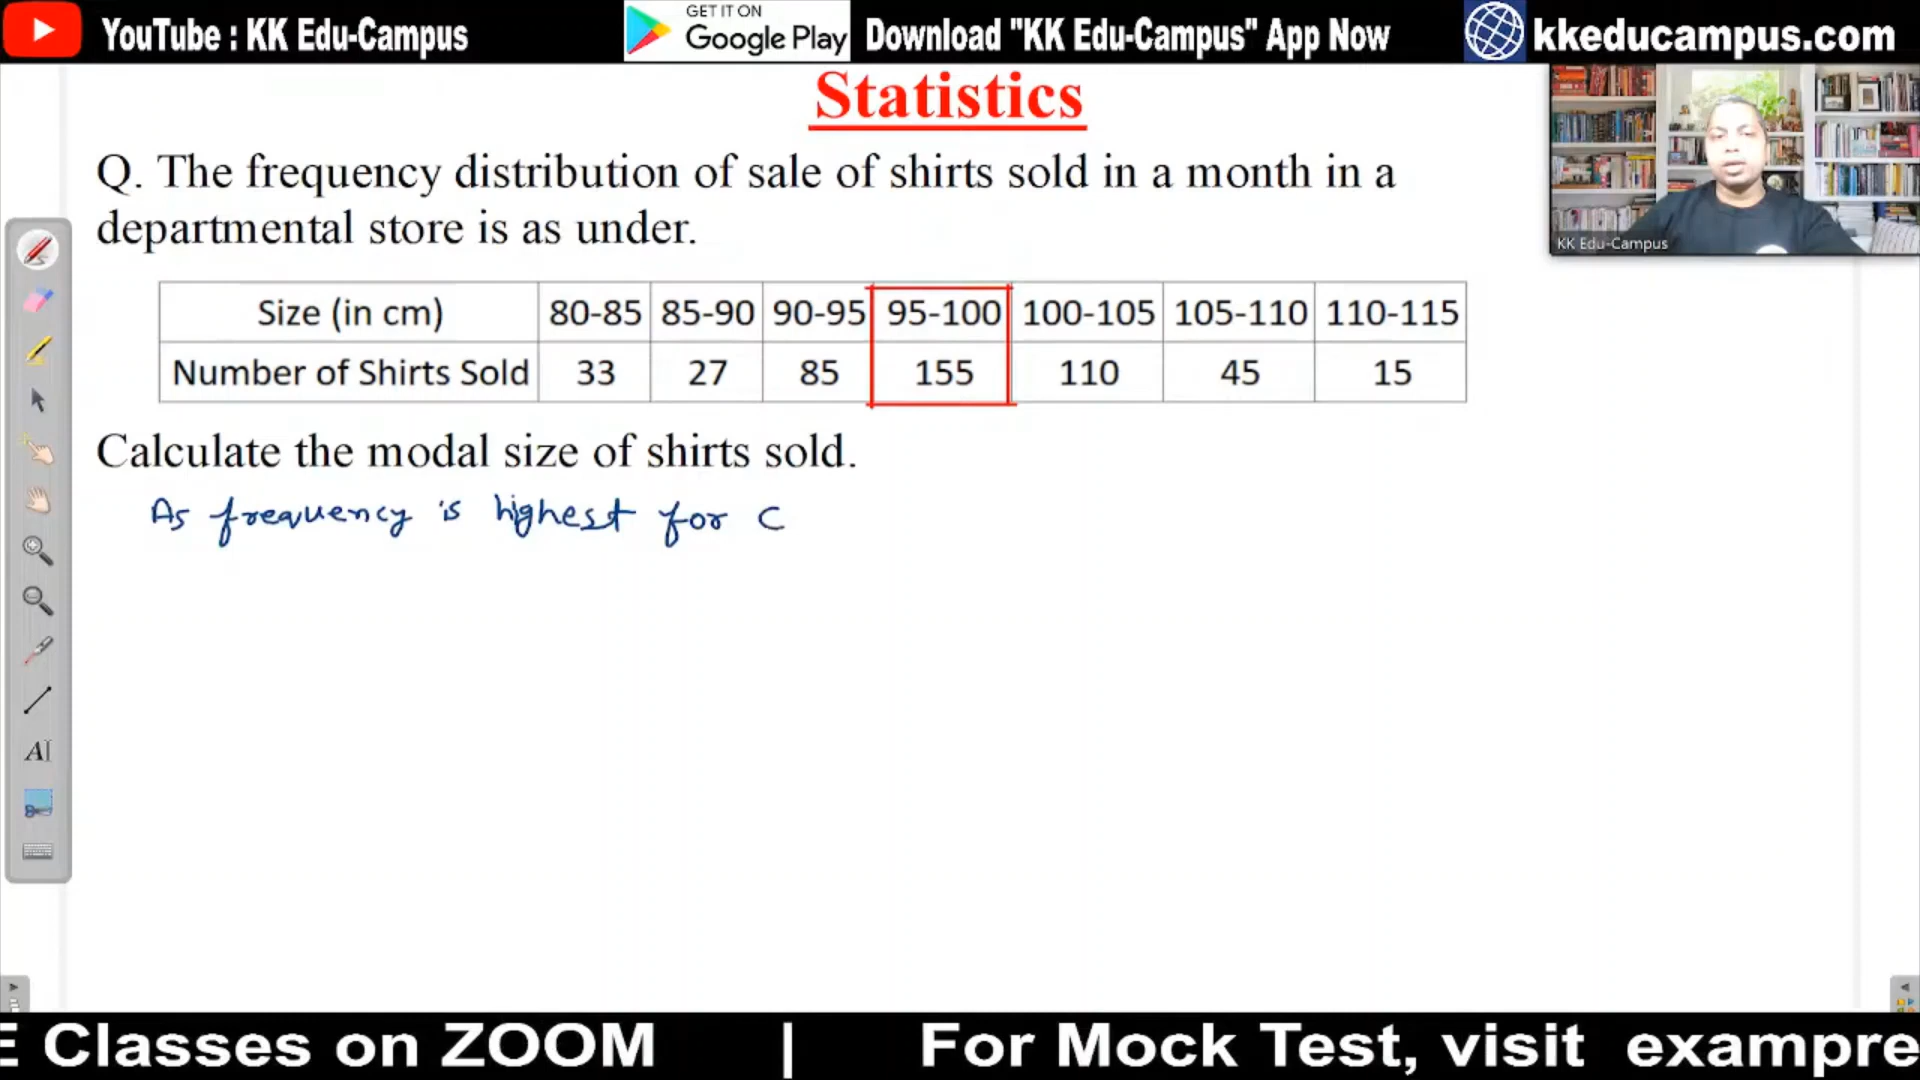 YouTube : KK Edu-Campus GET IT ON Google Play Download "KK Edu-Campus" App Now kkeducampus.com
Statistics
Q. The frequency distribution of sale of shirts sold in a month in a
departmental store is as under.
KK Edu-Campus
Size (in cm) 80-85 85-90 90-95 95-100 100-105 105-110 110-115
Number of Shirts Sold 33 27 85 155 110 45 15
Calculate the modal size of shirts sold.
As frequency is highest for C
E Classes on ZOOM | For Mock Test, visit exampre